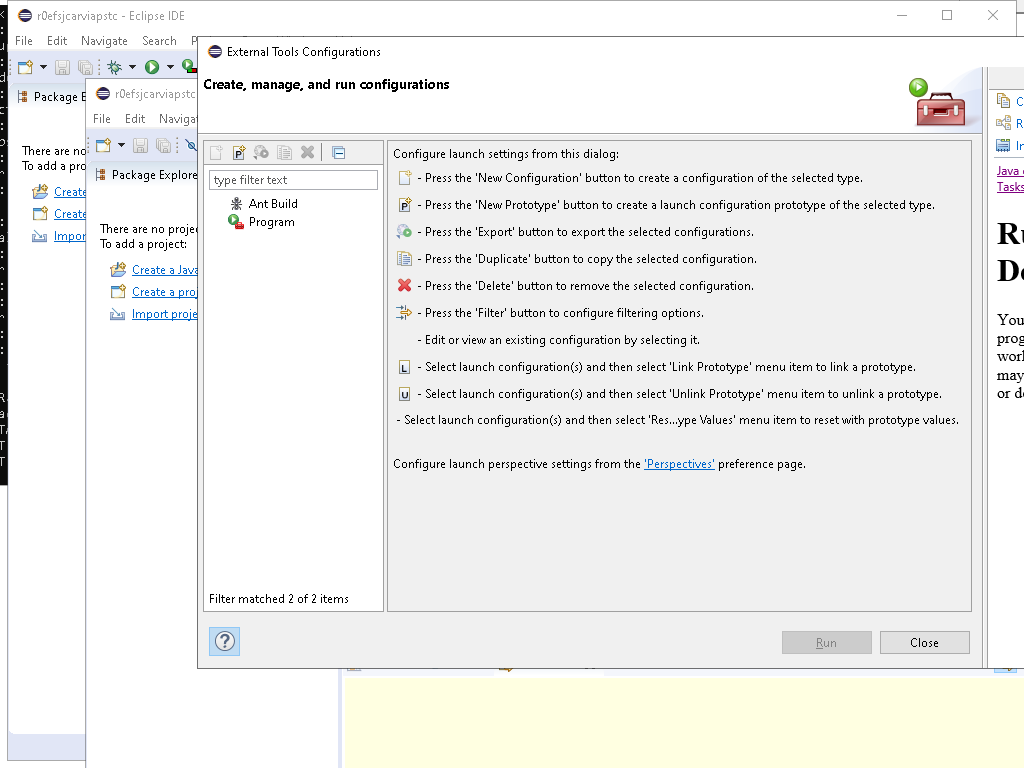 r0efsjcarviapstc - Eclipse IDE
File Edit Navigate Search
Package E
There are no
To add a pro
Create
Create
Impor
r0efsjcarviapstc
File Edit Navigat
Package Explore
There are no projec
To add a project:
Create a Java
Create a proj
Import proje
External Tools Configurations
Create, manage, and run configurations
type filter text
Ant Build
Program
Filter matched 2 of 2 items
Configure launch settings from this dialog:
- Press the 'New Configuration' button to create a configuration of the selected type.
- Press the 'New Prototype' button to create a launch configuration prototype of the selected type.
- Press the 'Export' button to export the selected configurations.
- Press the 'Duplicate' button to copy the selected configuration.
- Press the 'Delete' button to remove the selected configuration.
- Press the 'Filter' button to configure filtering options.
- Edit or view an existing configuration by selecting it.
- Select launch configuration(s) and then select 'Link Prototype' menu item to link a prototype.
- Select launch configuration(s) and then select 'Unlink Prototype' menu item to unlink a prototype.
- Select launch configuration(s) and then select 'Res...ype Values' menu item to reset with prototype values.
Configure launch perspective settings from the 'Perspectives' preference page.
Run
Close
Java
Tasks
You
prog
worl
may
or de